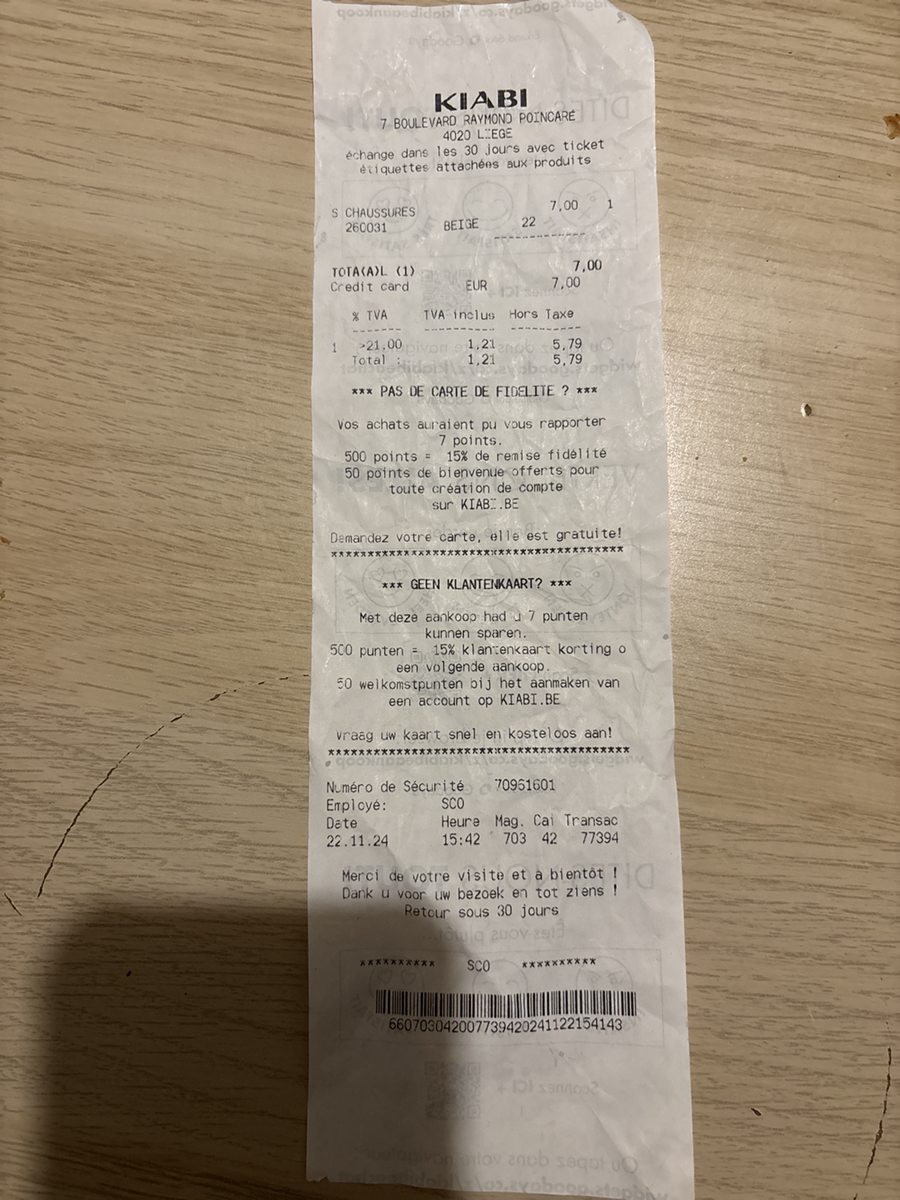 KIABI
7 BOULEVARD RAYMOND POINCARE
4020 LIEGE
échange dans les 30 jours avec ticket
étiquettes attachées aux produits
S CHAUSSURES 7,00 1
260031 BEIGE 22
------------
TOTA(A)L (1) 7,00
Credit card EUR 7,00
% TVA TVA inclus Hors Taxe
------- ---------- ----------
1 >21,00 1,21 5,79
Total : 1,21 5,79
*** PAS DE CARTE DE FIDELITE ? ***
Vos achats auraient pu vous rapporter
7 points.
500 points = 15% de remise fidélité
50 points de bienvenue offerts pour
toute création de compte
sur KIABI.BE
Demandez votre carte, elle est gratuite!
****************************************
*** GEEN KLANTENKAART? ***
Met deze aankoop had u 7 punten
kunnen sparen.
500 punten = 15% klantenkaart korting o
een volgende aankoop.
50 welkomstpunten bij het aanmaken van
een account op KIABI.BE
Vraag uw kaart snel en kosteloos aan!
****************************************
Numéro de Sécurité 70961601
Employé: SCO
Date Heure Mag. Cai Transac
22.11.24 15:42 703 42 77394
Merci de votre visite et à bientôt !
Dank u voor uw bezoek en tot ziens !
Retour sous 30 jours
********** SCO **********
660703042007739420241122154143